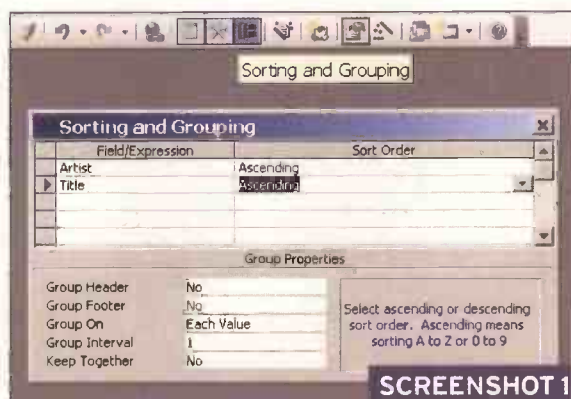 Sorting and Grouping
Sorting and Grouping
Field/Expression Sort Order
Artist Ascending
Title Ascending
Group Properties
Group Header No
Group Footer No
Group On Each Value
Group Interval 1
Keep Together No
Select ascending or descending
sort order. Ascending means
sorting A to Z or 0 to 9
SCREENSHOT 1